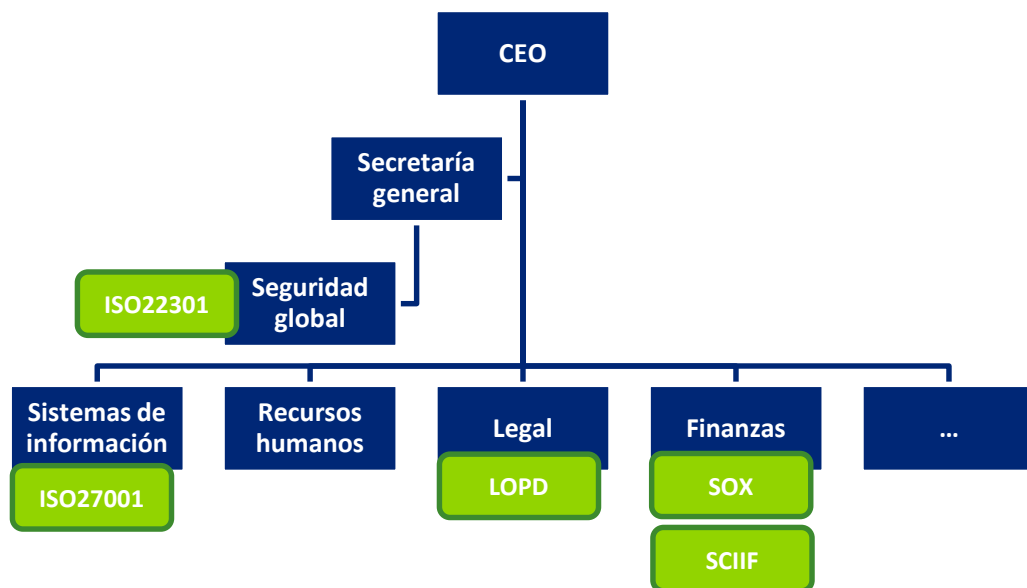 CEO
Secretaría
general
ISO22301
Seguridad
global
Sistemas de
información
Recursos
humanos
Legal
Finanzas
...
ISO27001
LOPD
SOX
SCIIF